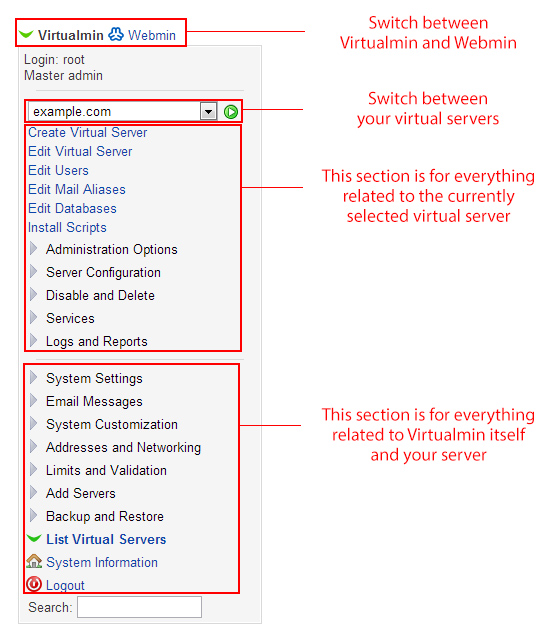 Virtualmin Webmin
Switch between
Virtualmin and Webmin
Login: root
Master admin
example.com
Switch between
your virtual servers
Create Virtual Server
Edit Virtual Server
Edit Users
Edit Mail Aliases
Edit Databases
Install Scripts
Administration Options
Server Configuration
Disable and Delete
Services
Logs and Reports
This section is for everything
related to the currently
selected virtual server
System Settings
Email Messages
System Customization
Addresses and Networking
Limits and Validation
Add Servers
Backup and Restore
List Virtual Servers
System Information
Logout
This section is for everything
related to Virtualmin itself
and your server
Search: